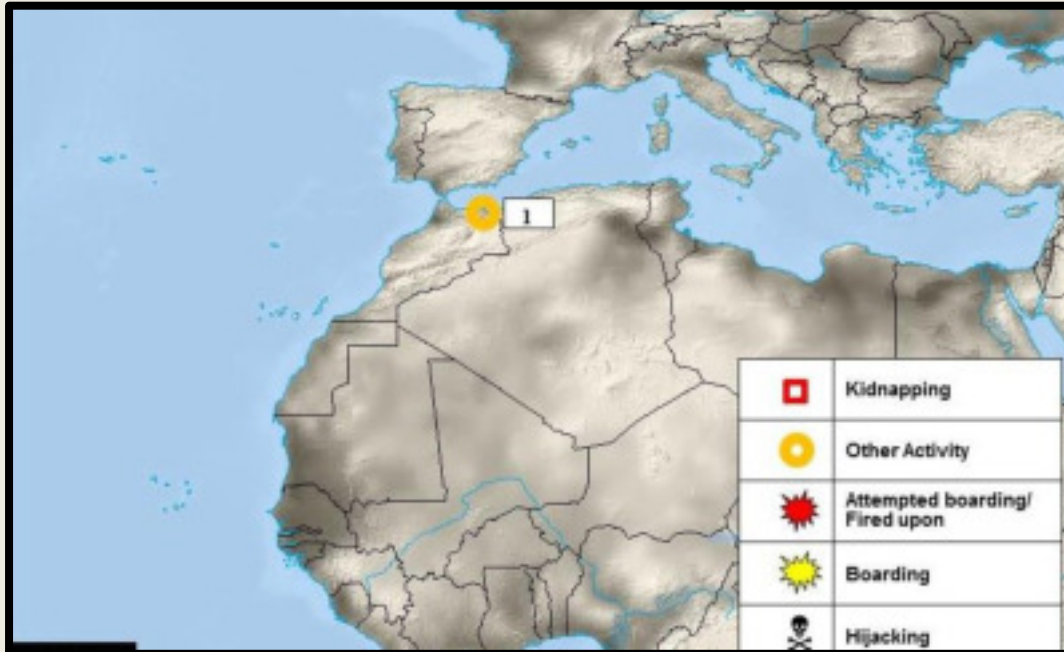 1
Kidnapping
Other Activity
Attempted boarding/
Fired upon
Boarding
Hijacking